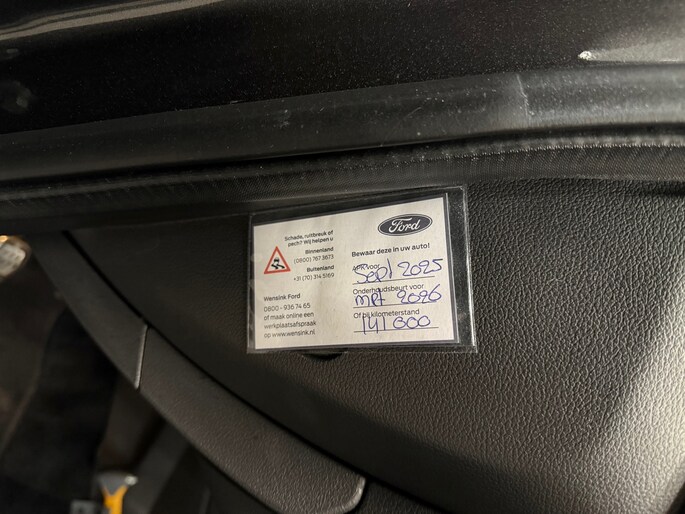 Schade, ruitbreuk of
pech? Wij helpen u
Binnenland
(0800) 767 3673
Buitenland
+31 (70) 314 5169
Wensink Ford
0800 - 936 74 65
of maak online een
werkplaatsafspraak
op www.wensink.com
Ford
Bewaar deze in uw auto!
APK voor
Sept 2025
Onderhoudsbeurt voor
MRT 2026
Of bij kilometerstand
141 000